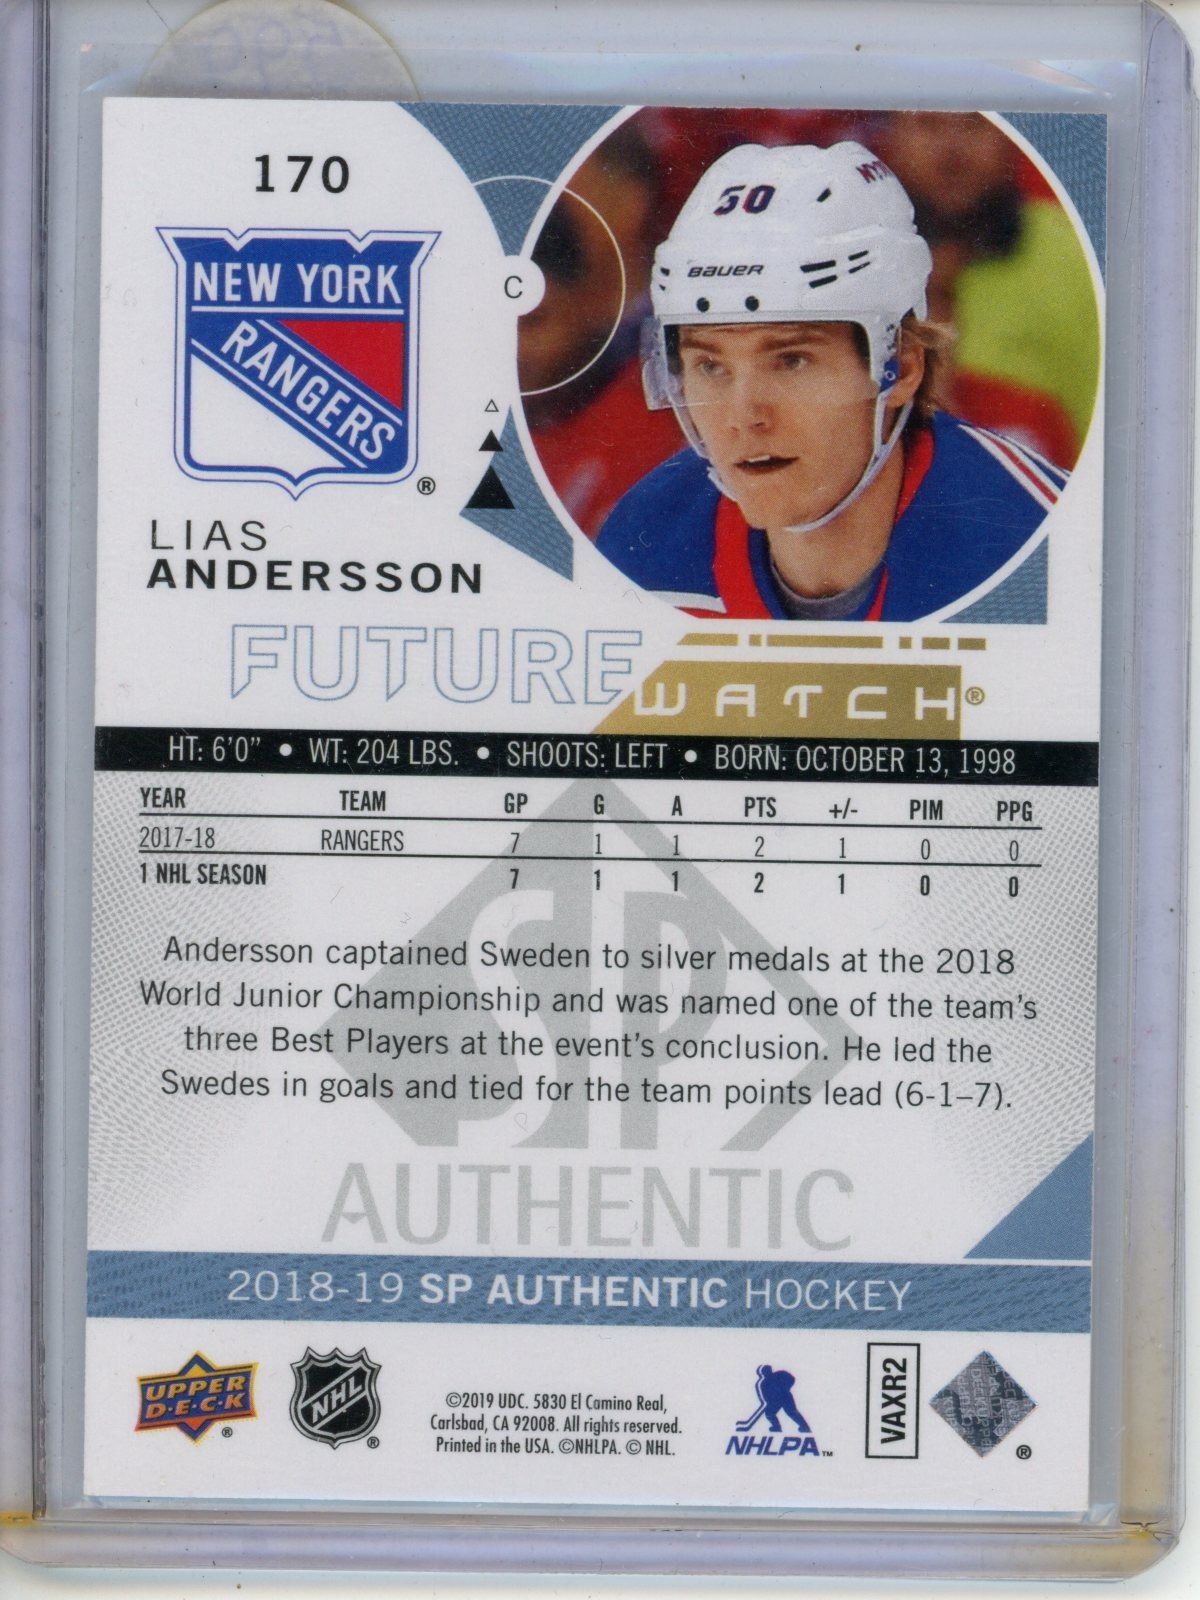 170
NEW YORK
RANGERS
®
C
50
BAUER
LIAS
ANDERSSON
FUTURE
WATCH®
HT: 6'0" • WT: 204 LBS. • SHOOTS: LEFT • BORN: OCTOBER 13, 1998
YEAR TEAM GP G A PTS +/- PIM PPG
2017-18 RANGERS 7 1 1 2 1 0 0
1 NHL SEASON 7 1 1 2 1 0 0
Andersson captained Sweden to silver medals at the 2018
World Junior Championship and was named one of the team's
three Best Players at the event's conclusion. He led the
Swedes in goals and tied for the team points lead (6-1–7).
SP
AUTHENTIC
2018-19 SP AUTHENTIC HOCKEY
UPPER
D·E·C·K
®
NHL
®
©2019 UDC. 5830 El Camino Real,
Carlsbad, CA 92008. All rights reserved.
Printed in the USA. ©NHLPA. © NHL.
NHLPA™
VAXR2
®